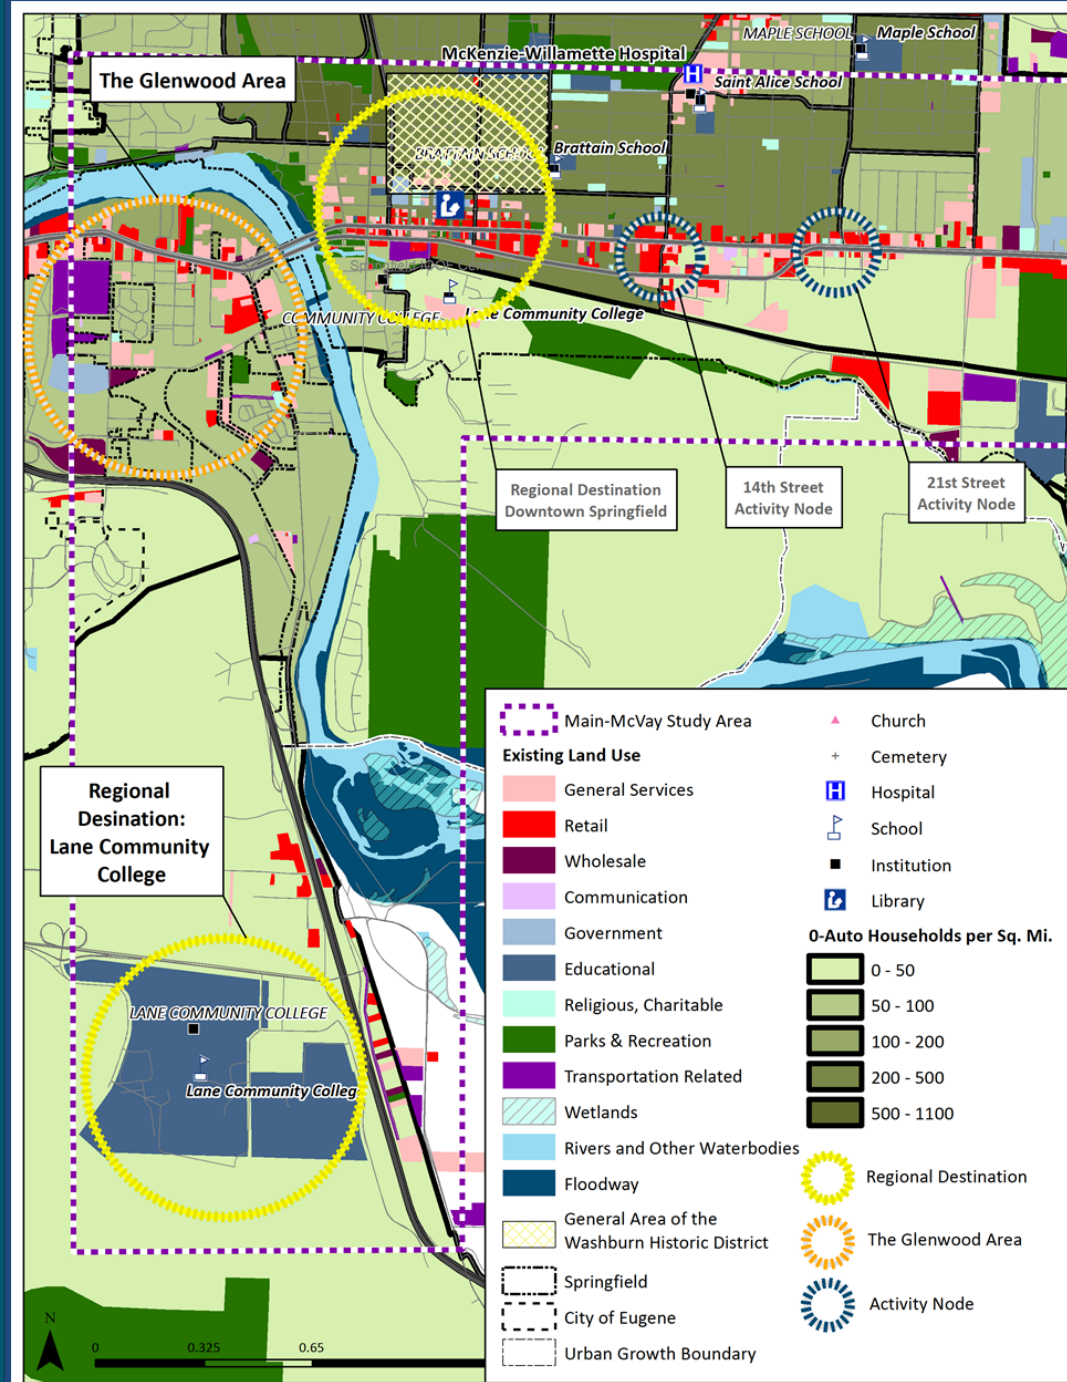 MAPLE SCHOOL
Maple School
McKenzie-Willamette Hospital
The Glenwood Area
Saint Alice School
BRATTAIN SCHOOL
Brattain School
COMMUNITY COLLEGE
Lane Community College
Regional Destination
Downtown Springfield
14th Street
Activity Node
21st Street
Activity Node
Regional
Desination:
Lane Community
College
LANE COMMUNITY COLLEGE
Lane Community Colleg
N
0
0.325
0.65
Main-McVay Study Area
Existing Land Use
General Services
Retail
Wholesale
Communication
Government
Educational
Religious, Charitable
Parks & Recreation
Transportation Related
Wetlands
Rivers and Other Waterbodies
Floodway
General Area of the
Washburn Historic District
Springfield
City of Eugene
Urban Growth Boundary
Church
Cemetery
Hospital
School
Institution
Library
0-Auto Households per Sq. Mi.
0 - 50
50 - 100
100 - 200
200 - 500
500 - 1100
Regional Destination
The Glenwood Area
Activity Node